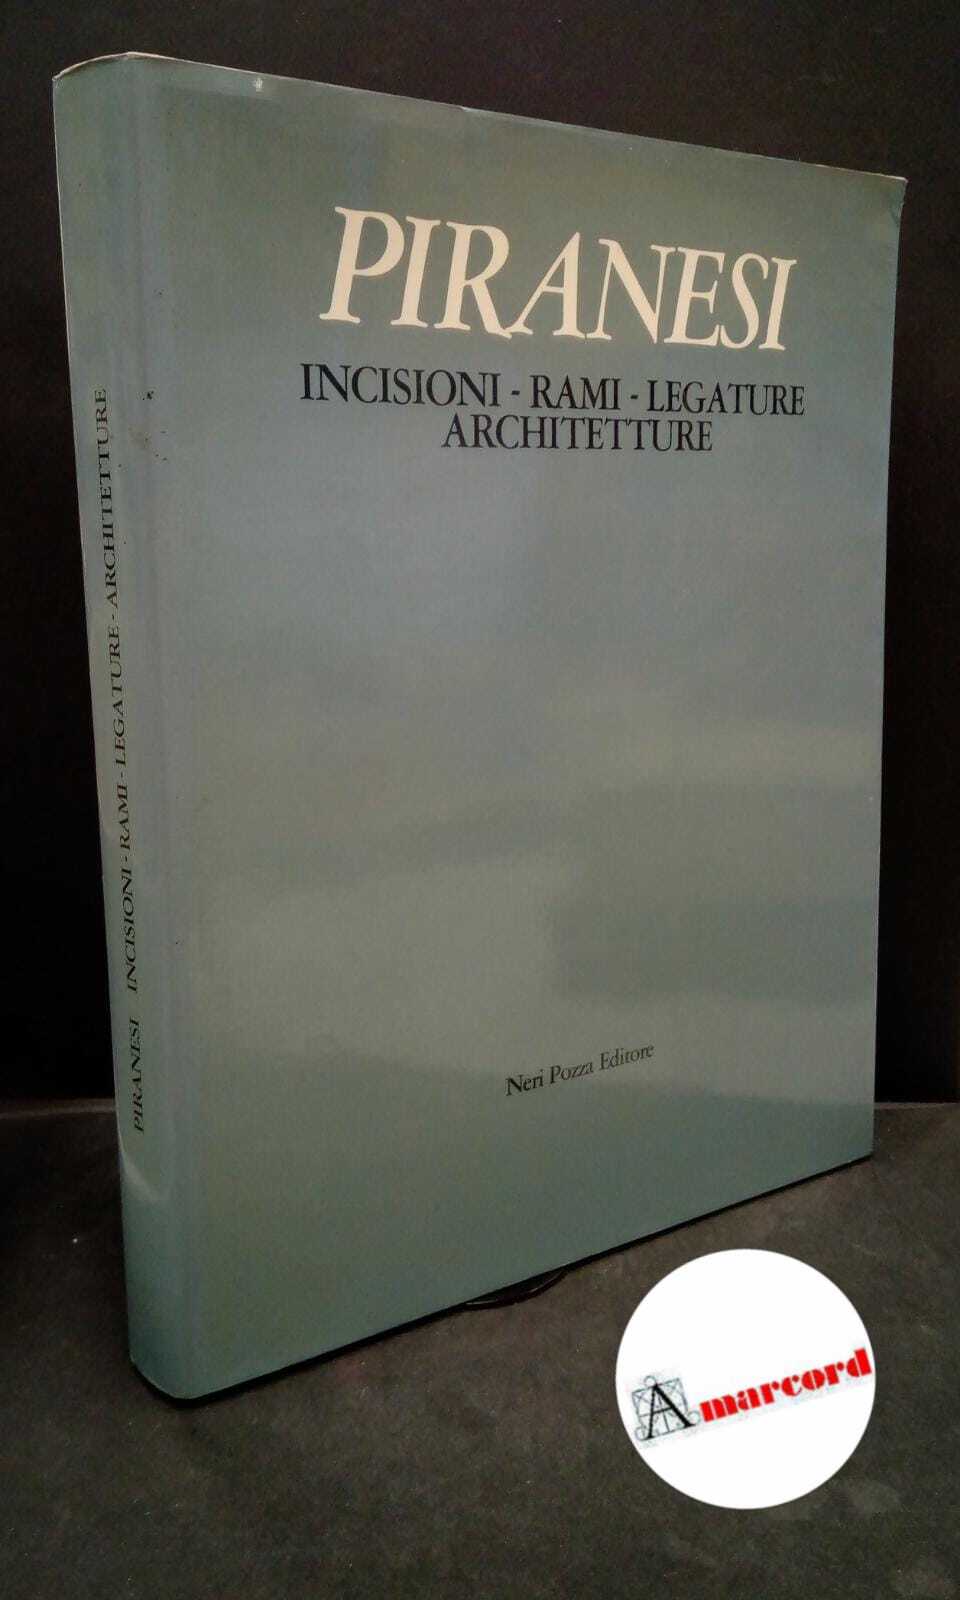 PIRANESI
INCISIONI - RAMI - LEGATURE
ARCHITETTURE
Neri Pozza Editore
PIRANESI INCISIONI - RAMI - LEGATURE - ARCHITETTURE
Amarcord